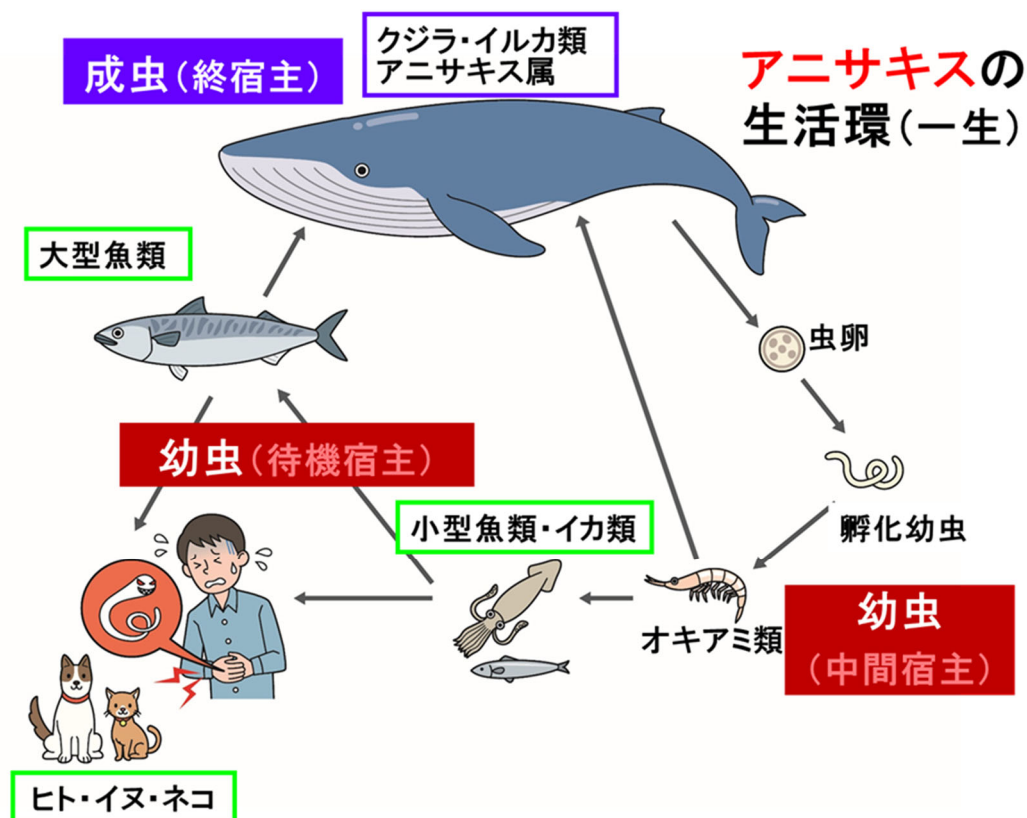 アニサキスの
生活環(一生)
成虫(終宿主)
クジラ・イルカ類
アニサキス属
大型魚類
虫卵
幼虫(待機宿主)
小型魚類・イカ類
孵化幼虫
オキアミ類
幼虫
(中間宿主)
ヒト・イヌ・ネコ